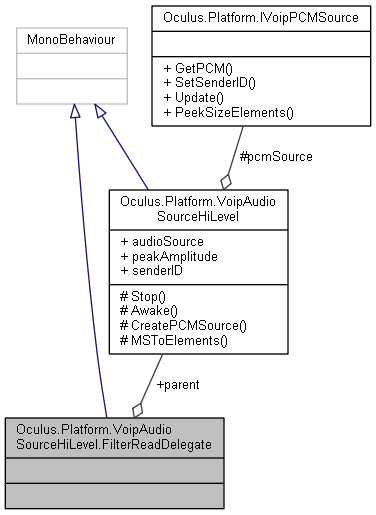 Oculus.Platform.IVoipPCMSource
+ GetPCM()
+ SetSenderID()
+ Update()
+ PeekSizeElements()
MonoBehaviour
#pcmSource
Oculus.Platform.VoipAudio
SourceHiLevel
+ audioSource
+ peakAmplitude
+ senderID
# Stop()
# Awake()
# CreatePCMSource()
# MSToElements()
+parent
Oculus.Platform.VoipAudio
SourceHiLevel.FilterReadDelegate